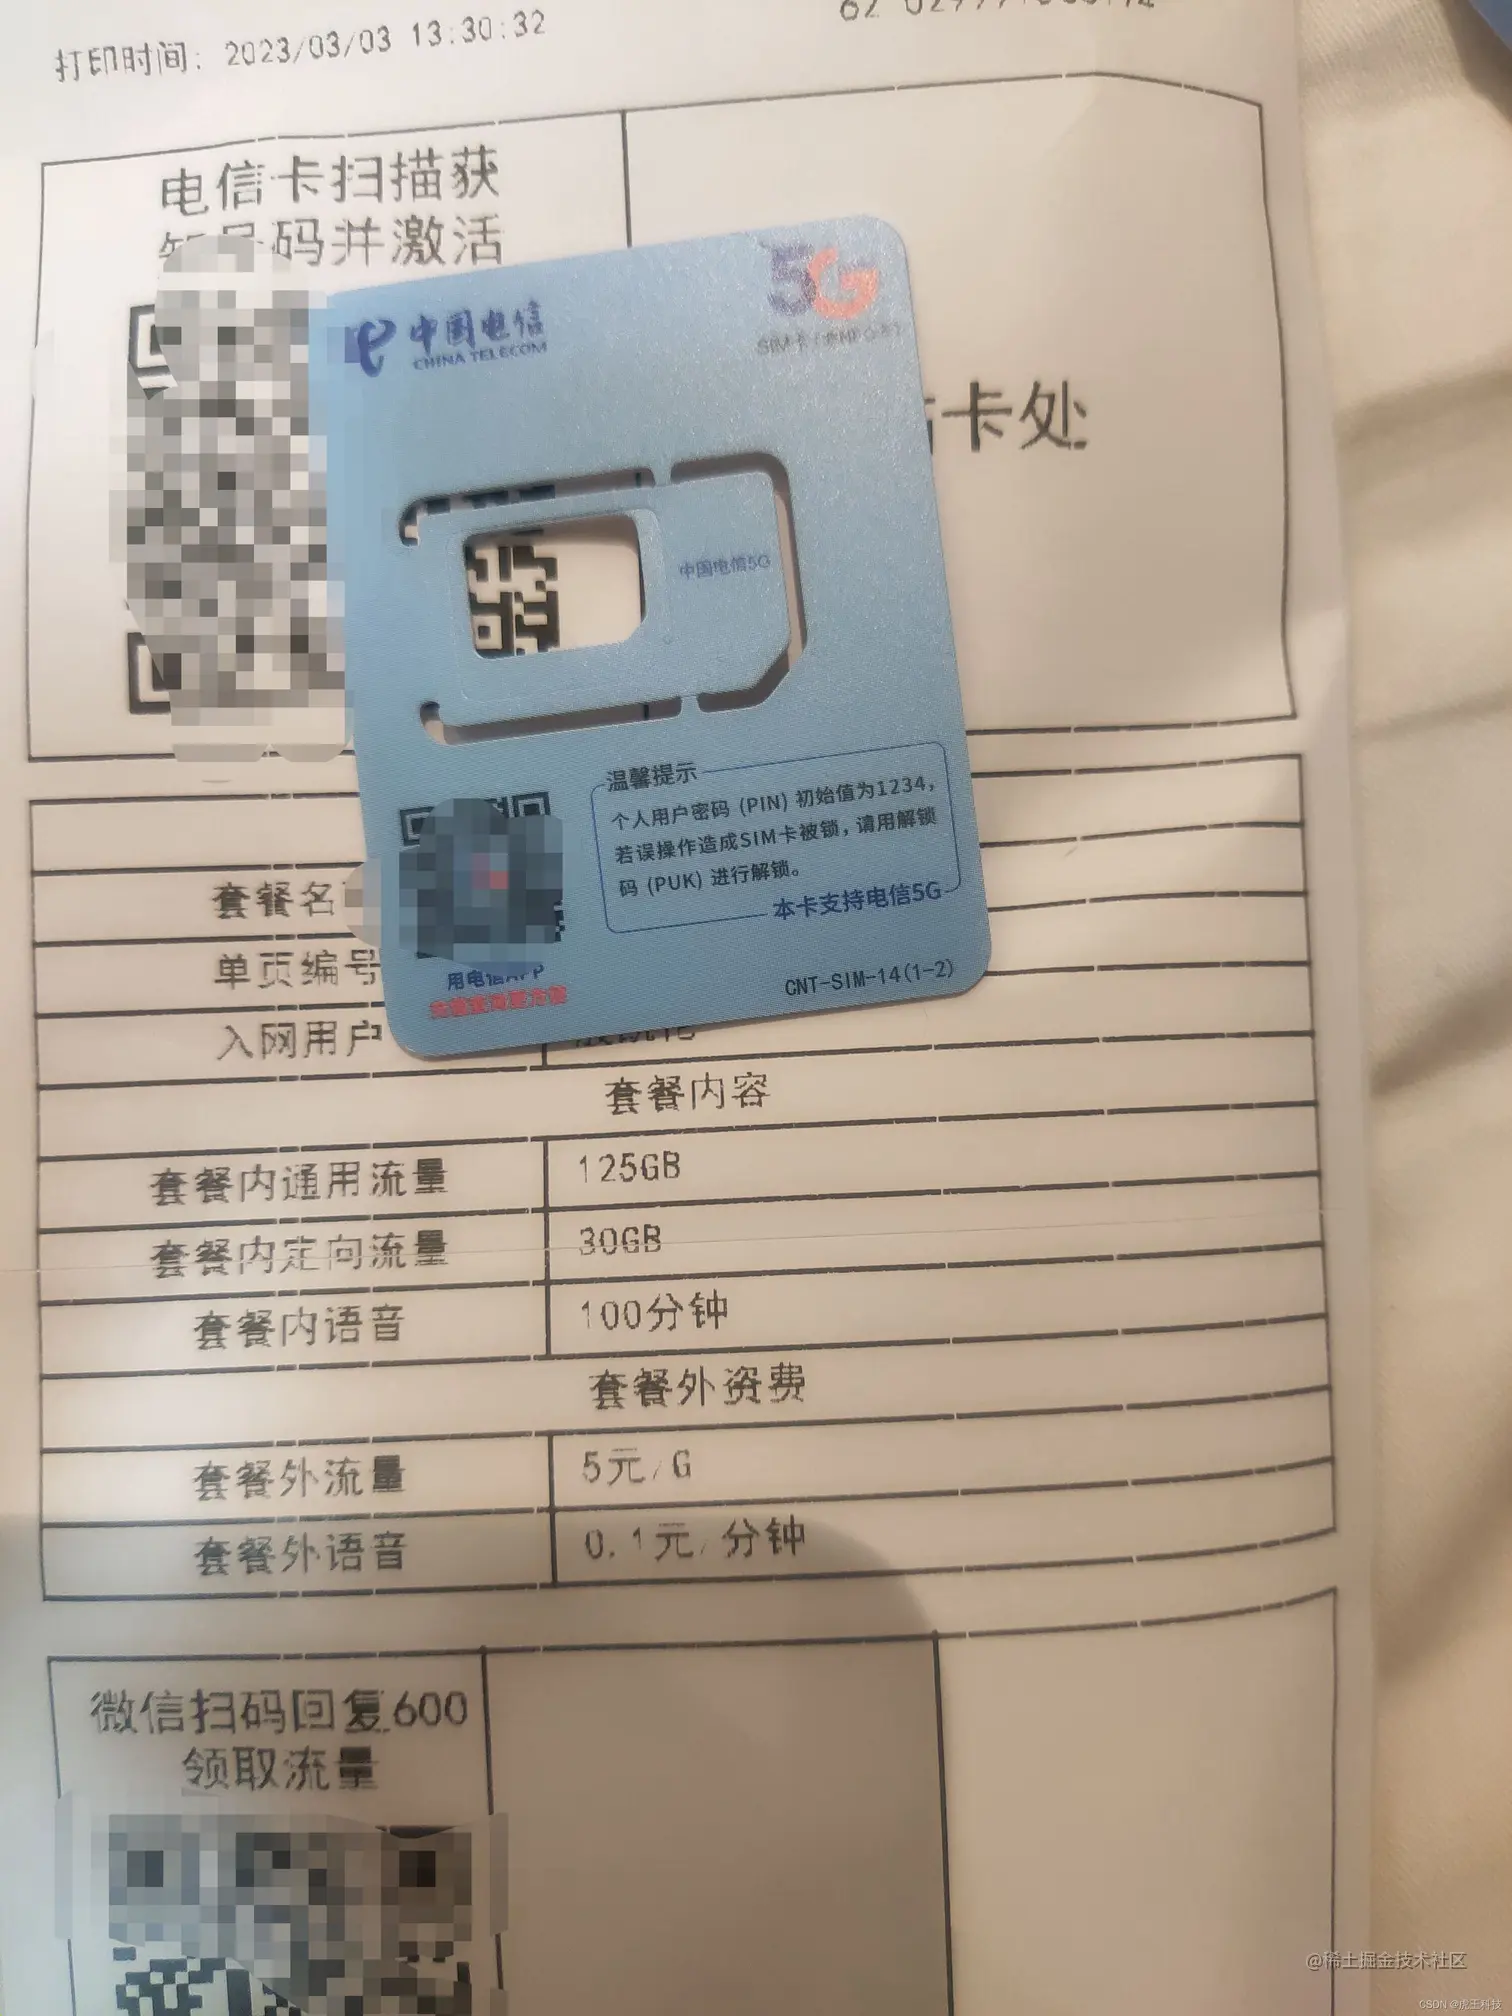 打印时间: 2023/03/03 13:30:32
电信卡扫描获
码并激活
卡处
中国电信
CHINA TELECOM
5G
SIM卡
中国电信5G
温馨提示
个人用户密码 (PIN) 初始值为1234,
若误操作造成SIM卡被锁, 请用解锁
码 (PUK) 进行解锁。
本卡支持电信5G
用电信APP
CNT-SIM-14(1-2)
套餐名
单页编号
入网用户
套餐内容
套餐内通用流量 125GB
套餐内定向流量 30GB
套餐内语音 100分钟
套餐外资费
套餐外流量 5元/G
套餐外语音 0.1元/分钟
微信扫码回复600
领取流量
@稀土掘金技术社区
CSDN @虎王科技